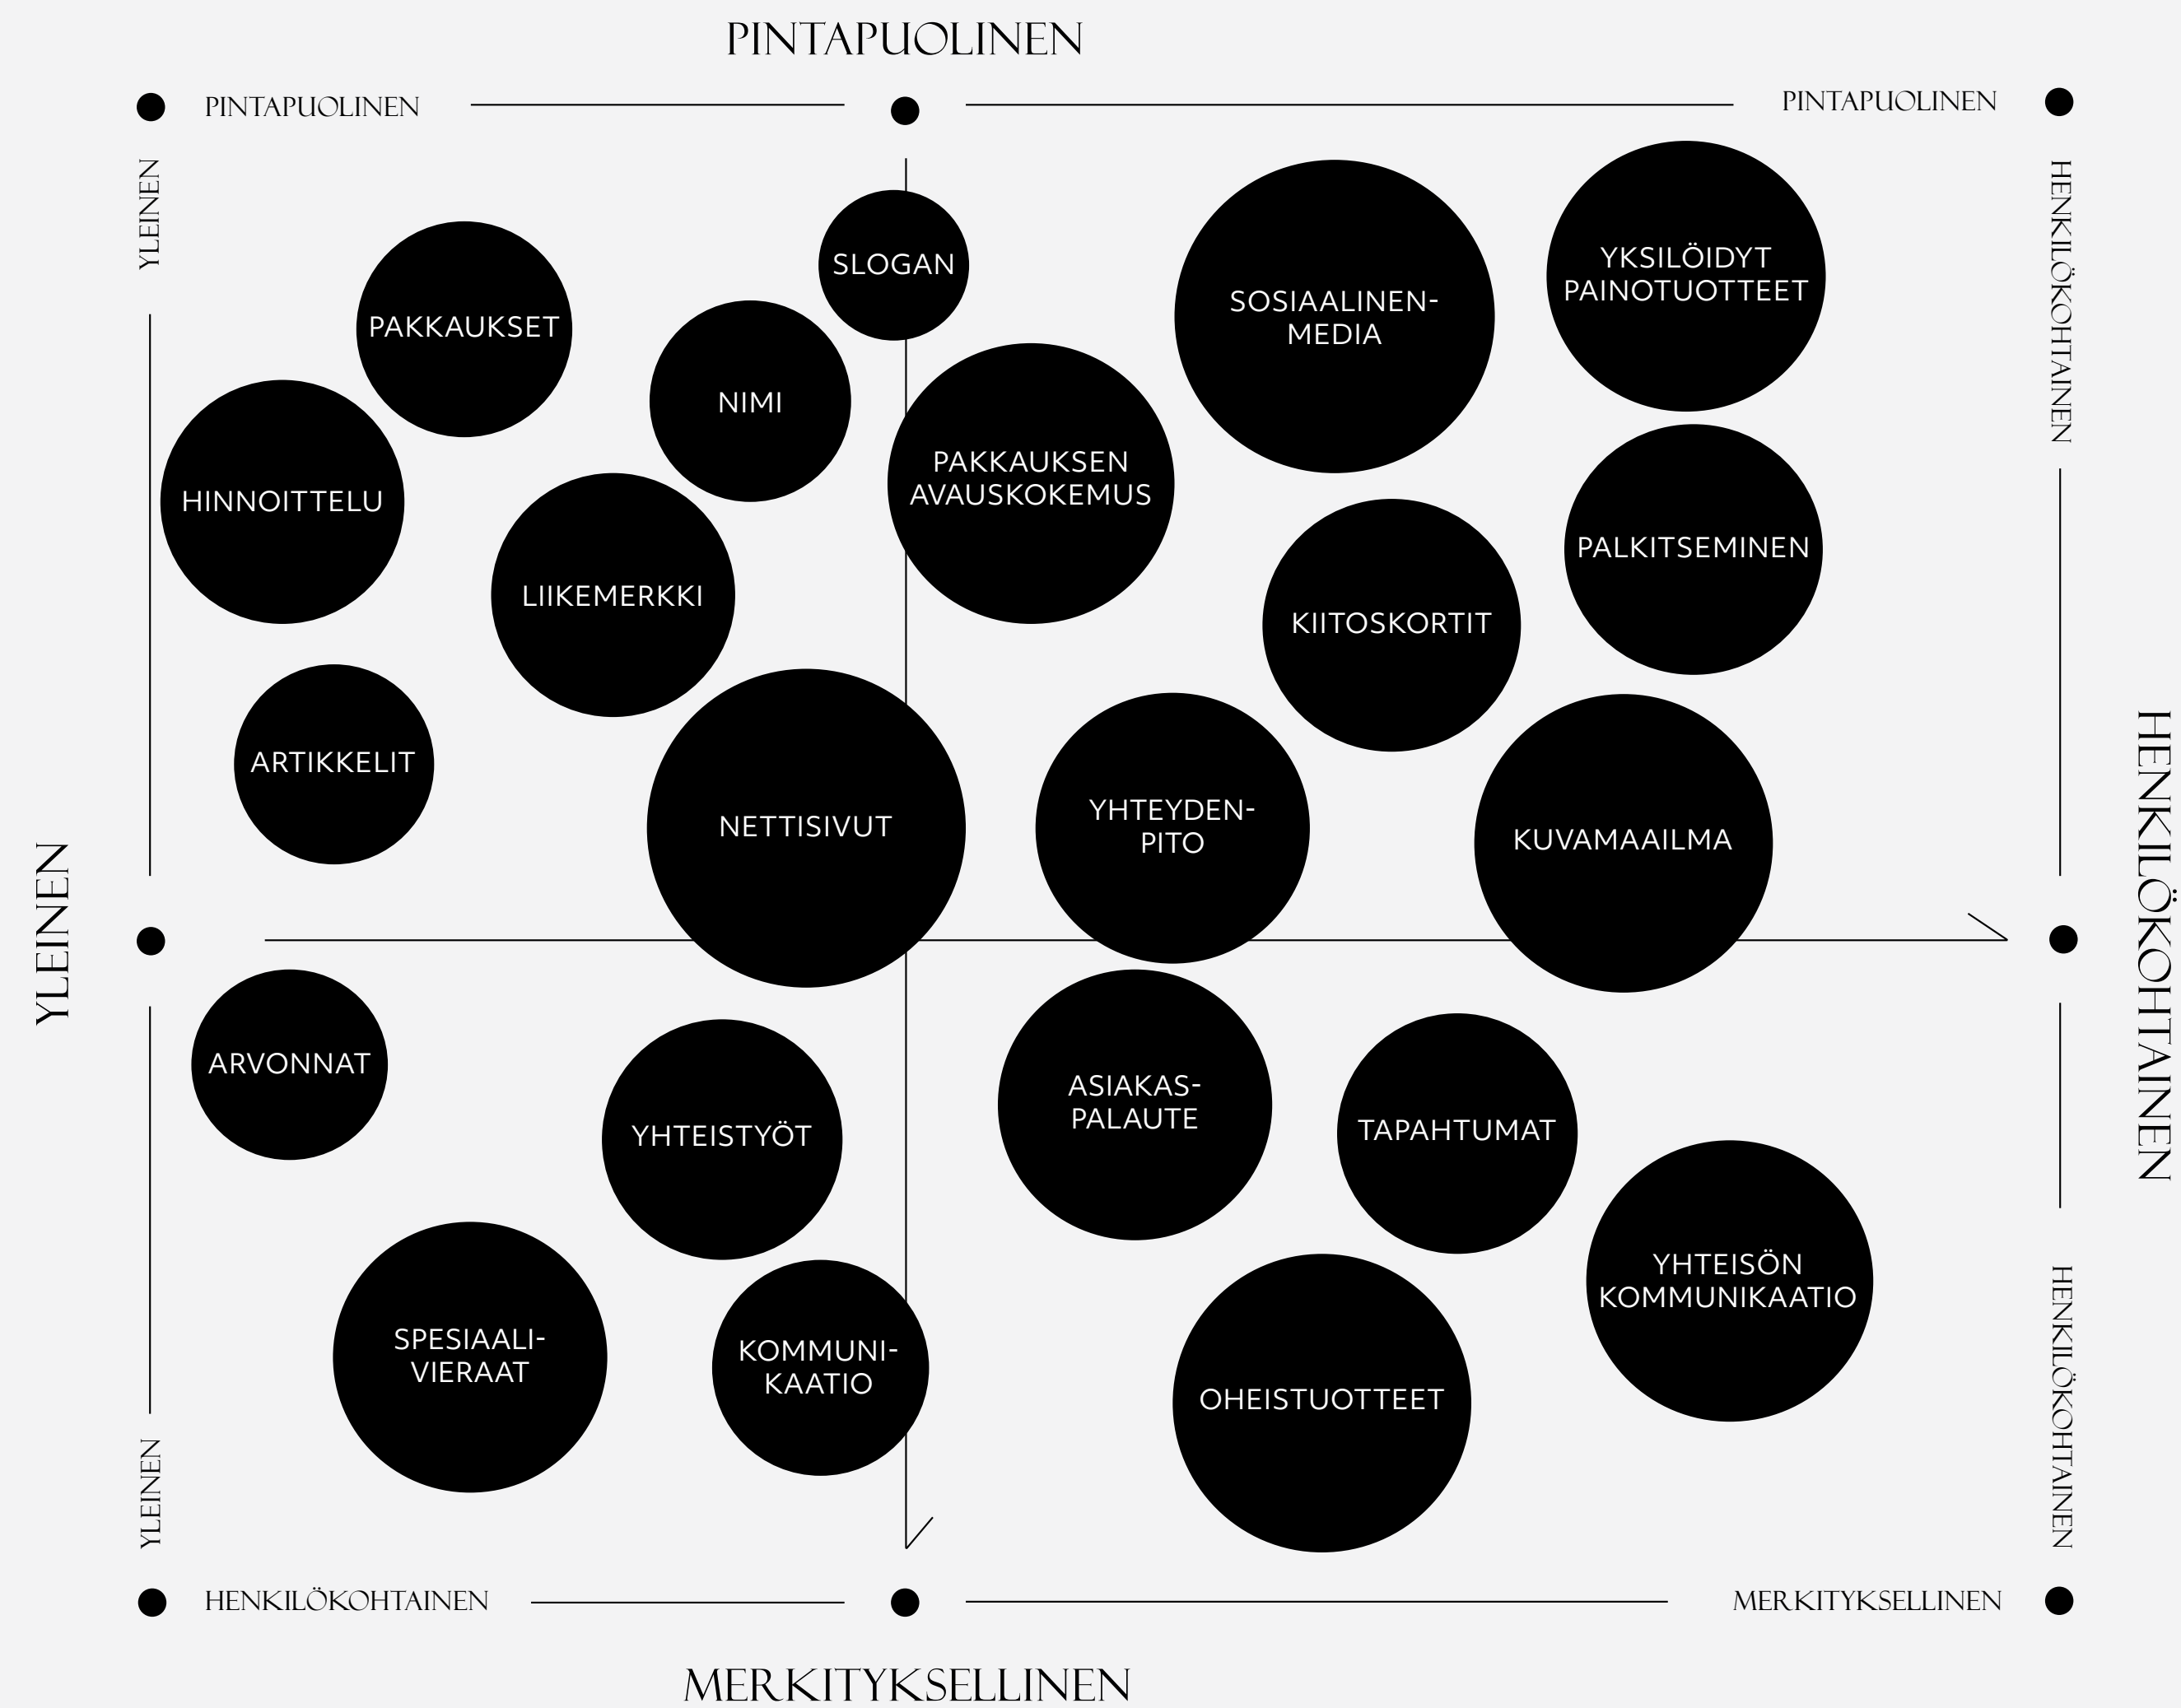 PINTAPUOLINEN
PINTAPUOLINEN
PINTAPUOLINEN
YLEINEN
HENKILÖKOHTAINEN
SLOGAN
YKSILÖIDYT
PAINOTUOTTEET
SOSIAALINEN-
MEDIA
PAKKAUKSET
NIMI
PAKKAUKSEN
AVAUSKOKEMUS
HINNOITTELU
PALKITSEMINEN
LIIKEMERKKI
KIITOSKORTIT
ARTIKKELIT
NETTISIVUT
YHTEYDEN-
PITO
KUVAMAAILMA
YLEINEN
HENKILÖKOHTAINEN
ARVONNAT
YHTEISTYÖT
ASIAKAS-
PALAUTE
TAPAHTUMAT
YHTEISÖN
KOMMUNIKAATIO
SPESIAALI-
VIERAAT
KOMMUNI-
KAATIO
OHEISTUOTTEET
YLEINEN
HENKILÖKOHTAINEN
HENKILÖKOHTAINEN
MERKITYKSELLINEN
MERKITYKSELLINEN